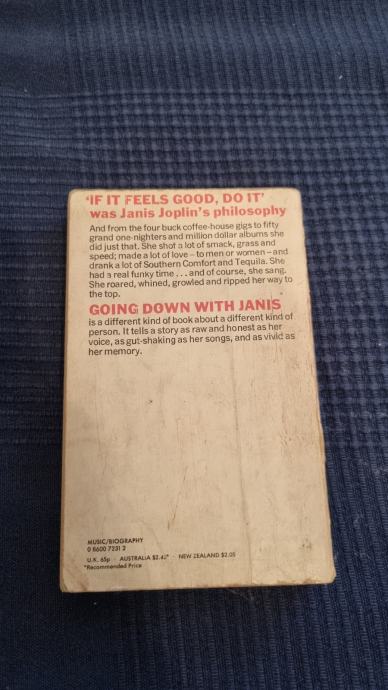 'IF IT FEELS GOOD, DO IT'
was Janis Joplin's philosophy
And from the four buck coffee-house gigs to fifty
grand one-nighters and million dollar albums she
did just that. She shot a lot of smack, grass and
speed; made a lot of love – to men or women – and
drank a lot of Southern Comfort and Tequila. She
had a real funky time ... and of course, she sang.
She roared, whined, growled and ripped her way to
the top.
GOING DOWN WITH JANIS
is a different kind of book about a different kind of
person. It tells a story as raw and honest as her
voice, as gut-shaking as her songs, and as vivid as
her memory.
MUSIC/BIOGRAPHY
0 8600 7231 2
U.K. 65p · AUSTRALIA · NEW ZEALAND $2.05
*Recommended Price